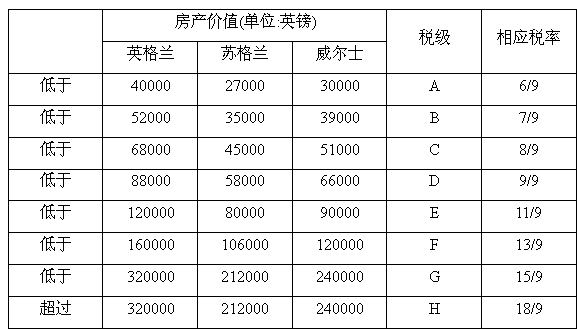 房产价值(单位:英镑) 税级 相应税率
英格兰 苏格兰 威尔士
低于 40000 27000 30000 A 6/9
低于 52000 35000 39000 B 7/9
低于 68000 45000 51000 C 8/9
低于 88000 58000 66000 D 9/9
低于 120000 80000 90000 E 11/9
低于 160000 106000 120000 F 13/9
低于 320000 212000 240000 G 15/9
超过 320000 212000 240000 H 18/9